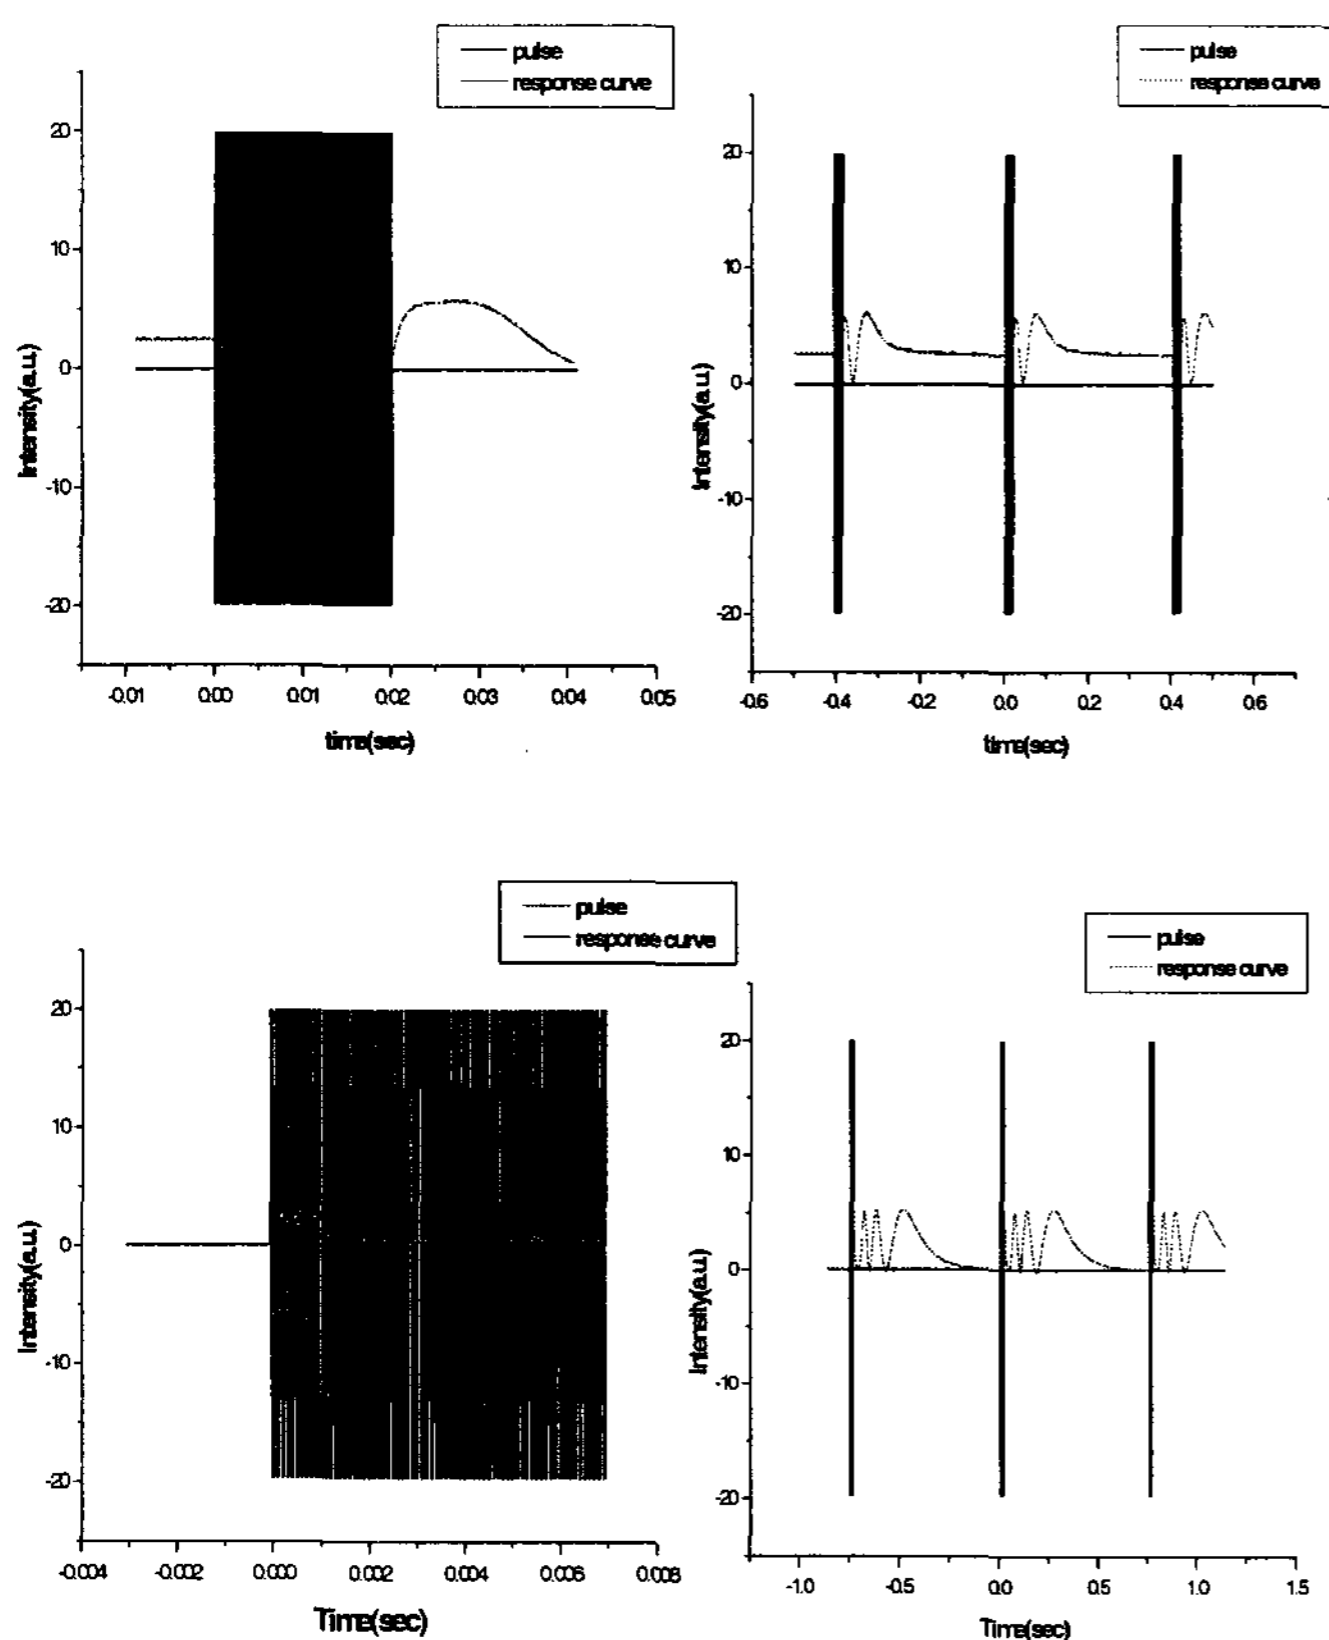 pulse
response curve
20
10
0
-10
-20
Intensity(a.u.)
-0.01 0.00 0.01 0.02 0.03 0.04 0.05
time(sec)
pulse
response curve
20
10
0
-10
-20
Intensity(a.u.)
-0.6 -0.4 -0.2 0.0 0.2 0.4 0.6
time(sec)
pulse
response curve
20
10
0
-10
-20
Intensity(a.u.)
-0.004 -0.002 0.000 0.002 0.004 0.006 0.008
Time(sec)
pulse
response curve
20
10
0
-10
-20
Intensity(a.u.)
-1.0 -0.5 0.0 0.5 1.0 1.5
Time(sec)